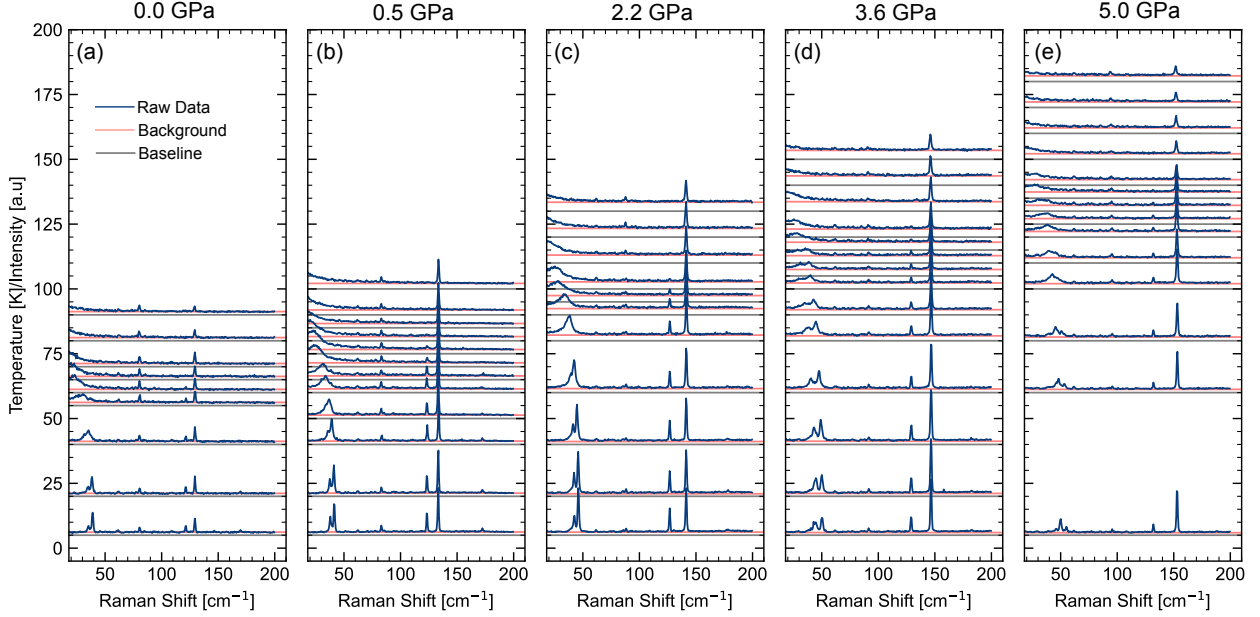 0.0 GPa
0.5 GPa
2.2 GPa
3.6 GPa
5.0 GPa
(a)
(b)
(c)
(d)
(e)
Raw Data
Background
Baseline
Temperature [K]/Intensity [a.u]
200
175
150
125
100
75
50
25
0
50 100 150 200
50 100 150 200
50 100 150 200
50 100 150 200
50 100 150 200
Raman Shift [cm⁻¹]
Raman Shift [cm⁻¹]
Raman Shift [cm⁻¹]
Raman Shift [cm⁻¹]
Raman Shift [cm⁻¹]